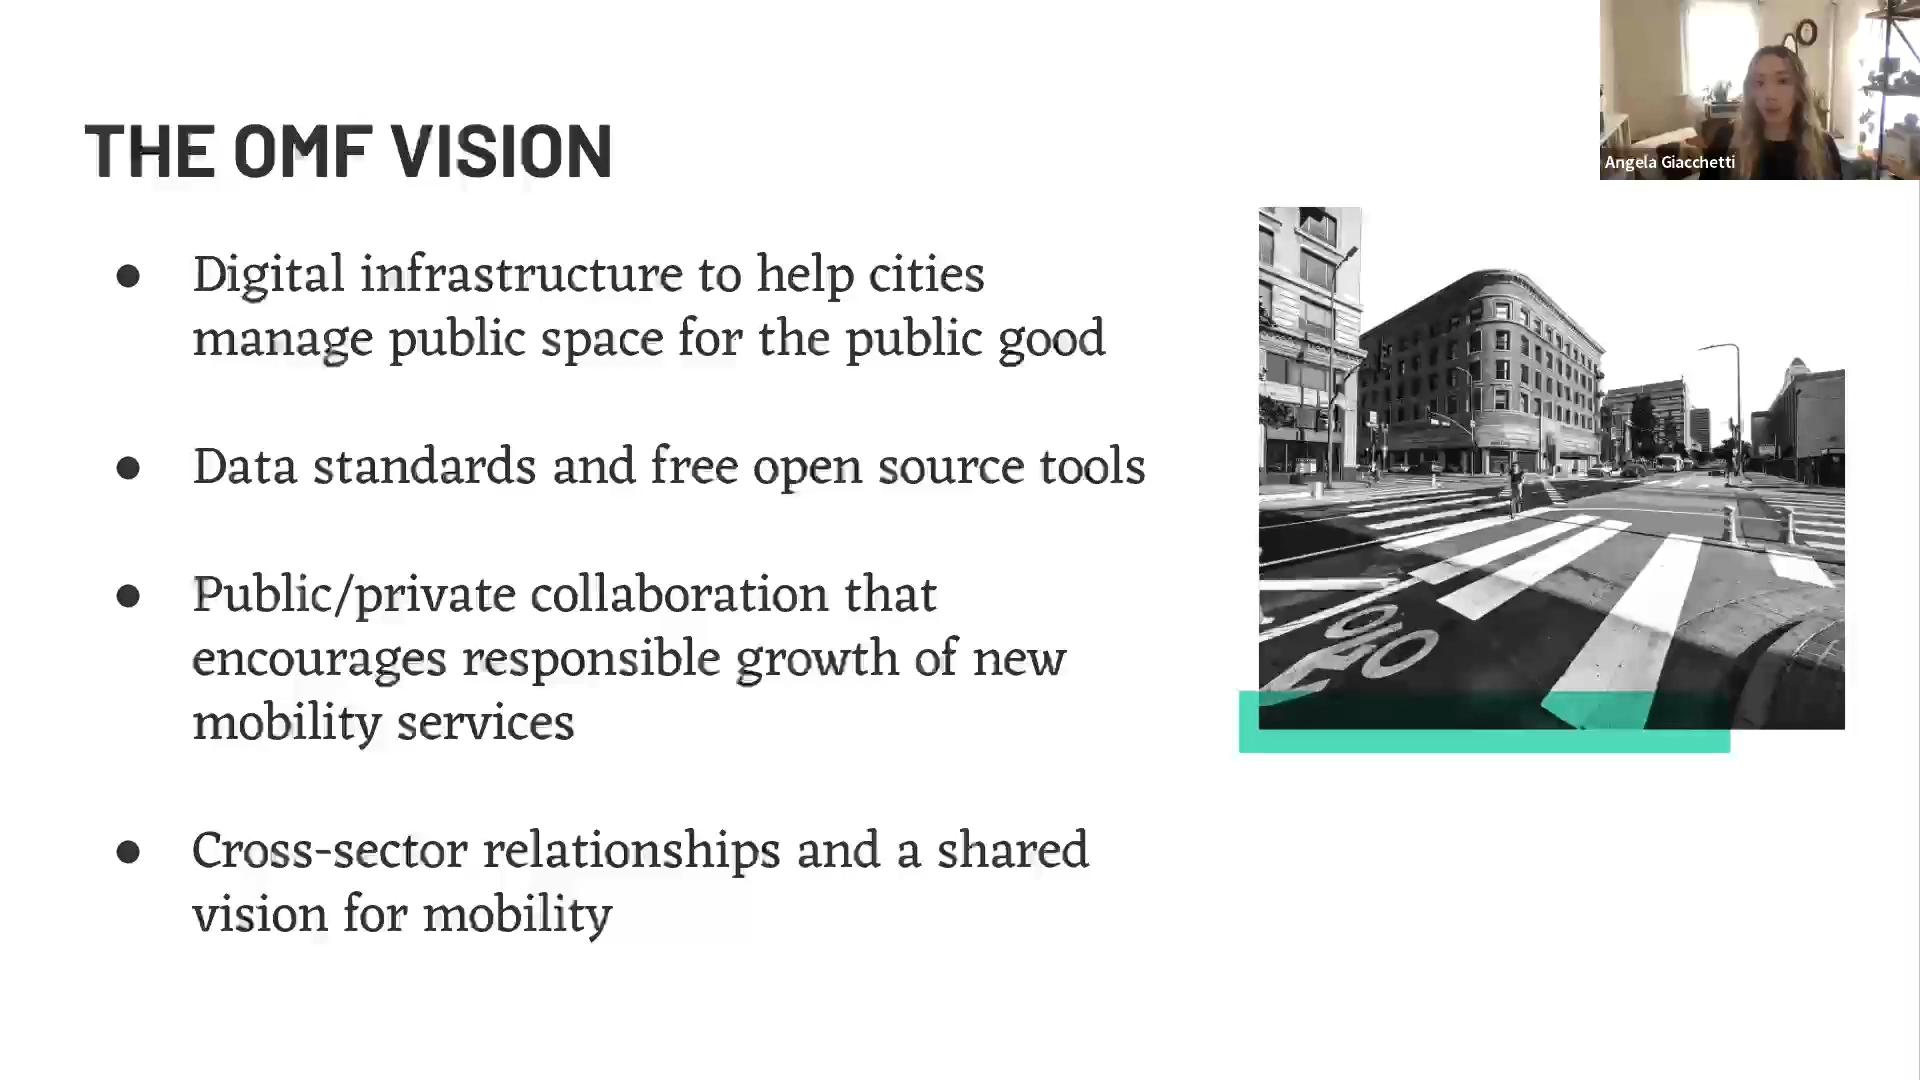 THE OMF VISION
Angela Giacchetti
● Digital infrastructure to help cities
manage public space for the public good
● Data standards and free open source tools
● Public/private collaboration that
encourages responsible growth of new
mobility services
● Cross-sector relationships and a shared
vision for mobility